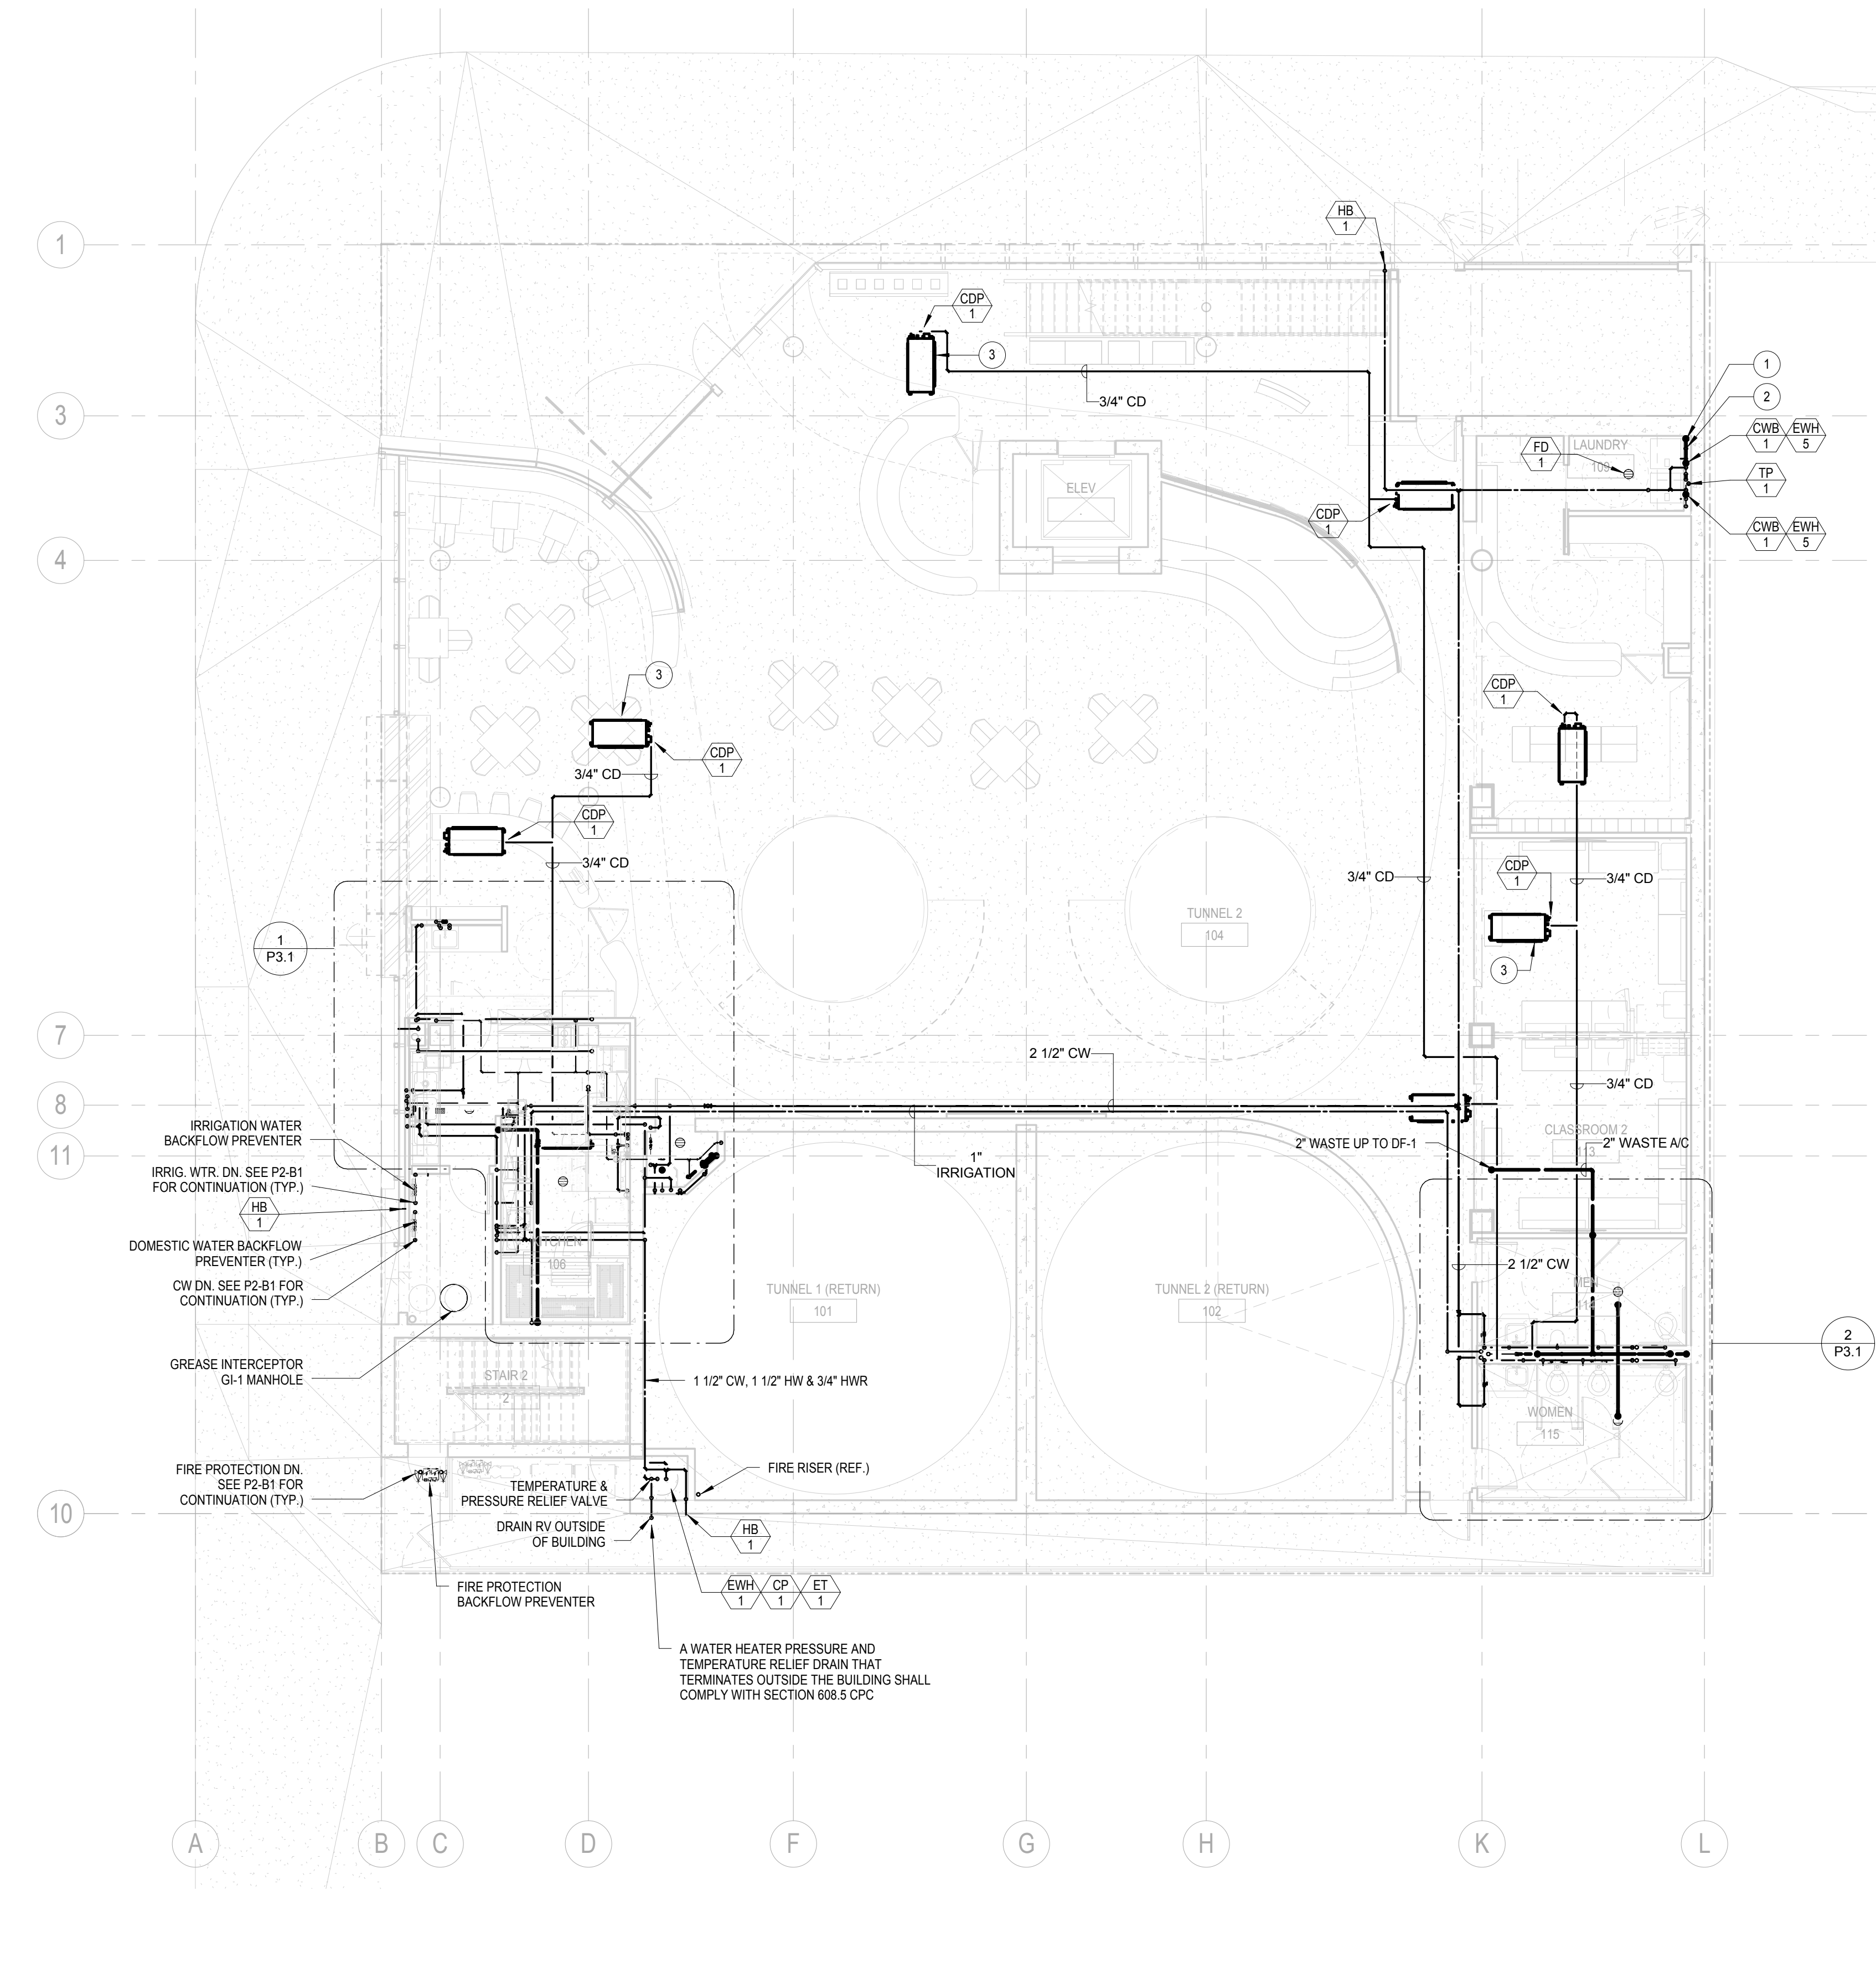 HB
1
1
CDP
1
3
3/4" CD
1
2
3
CWB
1
EWH
5
FD
1
LAUNDRY
109
TP
1
ELEV
CDP
1
CWB
1
EWH
5
4
3
CDP
1
CDP
1
3/4" CD
CDP
1
3/4" CD
3/4" CD
CDP
1
3/4" CD
TUNNEL 2
104
1
P3.1
3
7
2 1/2" CW
3/4" CD
8
IRRIGATION WATER
BACKFLOW PREVENTER
11
CLASSROOM 2
113
2" WASTE UP TO DF-1
2" WASTE A/C
1"
IRRIGATION
IRRIG. WTR. DN. SEE P2-B1
FOR CONTINUATION (TYP.)
HB
1
DOMESTIC WATER BACKFLOW
PREVENTER (TYP.)
KITCHEN
106
CW DN. SEE P2-B1 FOR
CONTINUATION (TYP.)
TUNNEL 1 (RETURN)
101
TUNNEL 2 (RETURN)
102
2 1/2" CW
MEN
114
2
P3.1
GREASE INTERCEPTOR
GI-1 MANHOLE
STAIR 2
2
1 1/2" CW, 1 1/2" HW & 3/4" HWR
WOMEN
115
FIRE PROTECTION DN.
SEE P2-B1 FOR
CONTINUATION (TYP.)
FIRE RISER (REF.)
TEMPERATURE &
PRESSURE RELIEF VALVE
10
DRAIN RV OUTSIDE
OF BUILDING
HB
1
FIRE PROTECTION
BACKFLOW PREVENTER
EWH
1
CP
1
ET
1
A WATER HEATER PRESSURE AND
TEMPERATURE RELIEF DRAIN THAT
TERMINATES OUTSIDE THE BUILDING SHALL
COMPLY WITH SECTION 608.5 CPC
A
B
C
D
F
G
H
K
L